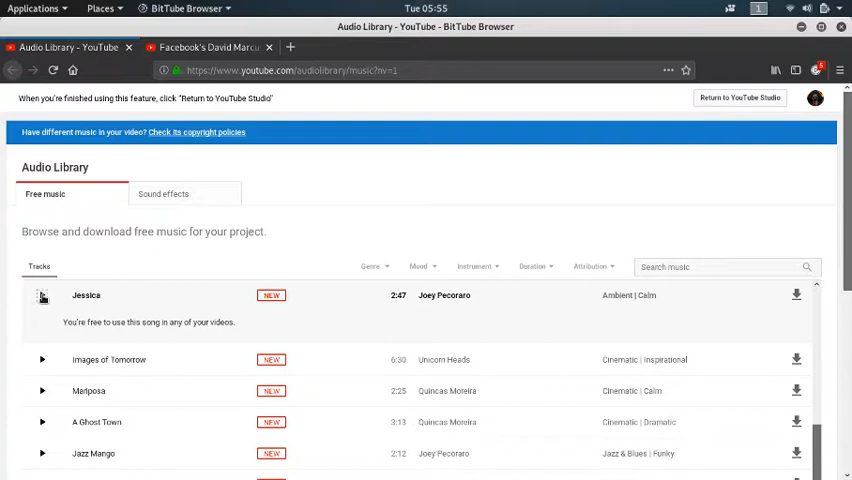 Applications Places BitTube Browser Tue 05:55 1
Audio Library - YouTube - BitTube Browser
Audio Library - YouTube Facebook's David Marcu
https://www.youtube.com/audiolibrary/music?nv=1 5
When you're finished using this feature, click "Return to YouTube Studio" Return to YouTube Studio
Have different music in your video? Check its copyright policies
Audio Library
Free music Sound effects
Browse and download free music for your project.
Tracks Genre Mood Instrument Duration Attribution Search music
Jessica NEW 2:47 Joey Pecoraro Ambient | Calm
You're free to use this song in any of your videos.
Images of Tomorrow NEW 6:30 Unicorn Heads Cinematic | Inspirational
Mariposa NEW 2:25 Quincas Moreira Cinematic | Calm
A Ghost Town NEW 3:13 Quincas Moreira Cinematic | Dramatic
Jazz Mango NEW 2:12 Joey Pecoraro Jazz & Blues | Funky